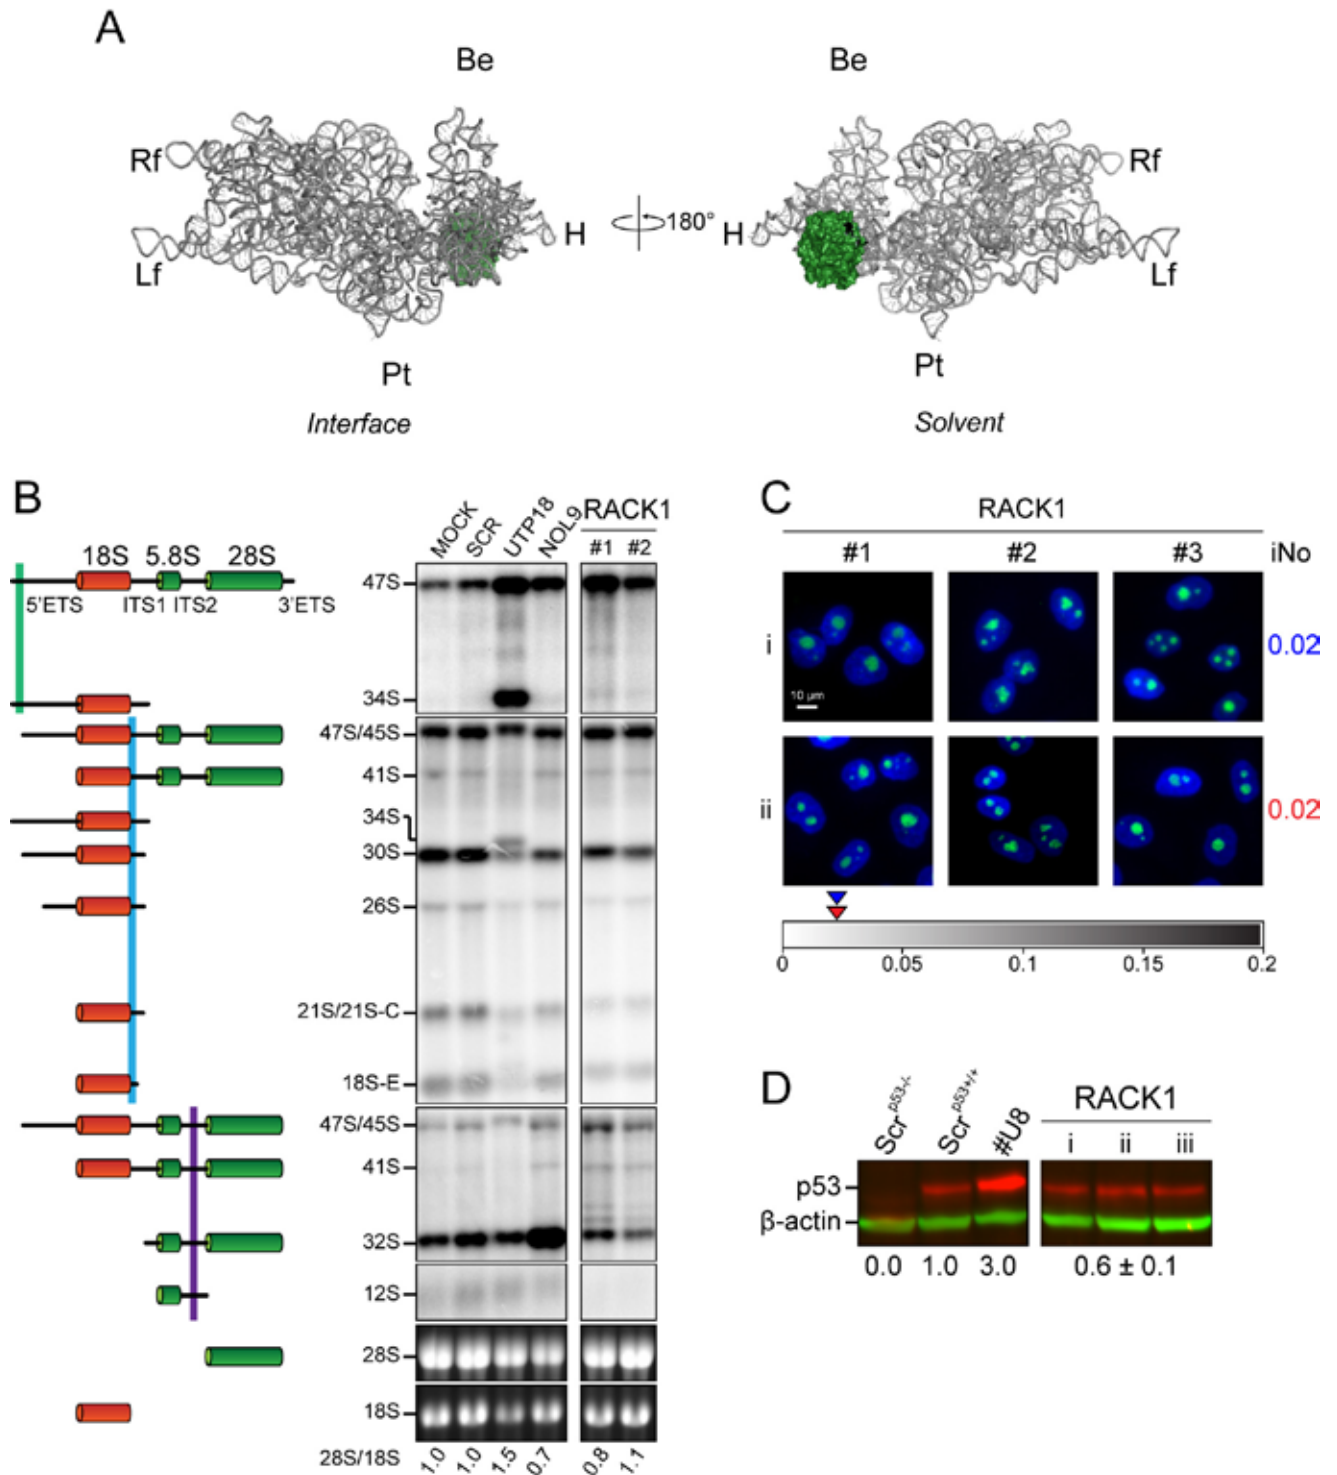 A
Be
Be
Rf
Rf
H
180°
H
Lf
Lf
Pt
Pt
Interface
Solvent
B
MOCK
SCR
UTP18
NOL9
RACK1
#1
#2
18S
5.8S
28S
5'ETS
ITS1
ITS2
3'ETS
47S
34S
47S/45S
41S
34S
30S
26S
21S/21S-C
18S-E
47S/45S
41S
32S
12S
28S
18S
28S/18S
1.0
1.0
1.5
0.7
0.8
1.1
C
RACK1
#1
#2
#3
iNo
i
10 µm
0.02
ii
0.02
0
0.05
0.1
0.15
0.2
D
Scr p53-/-
Scr p53+/+
#U8
RACK1
i
ii
iii
p53
β-actin
0.0
1.0
3.0
0.6 ± 0.1